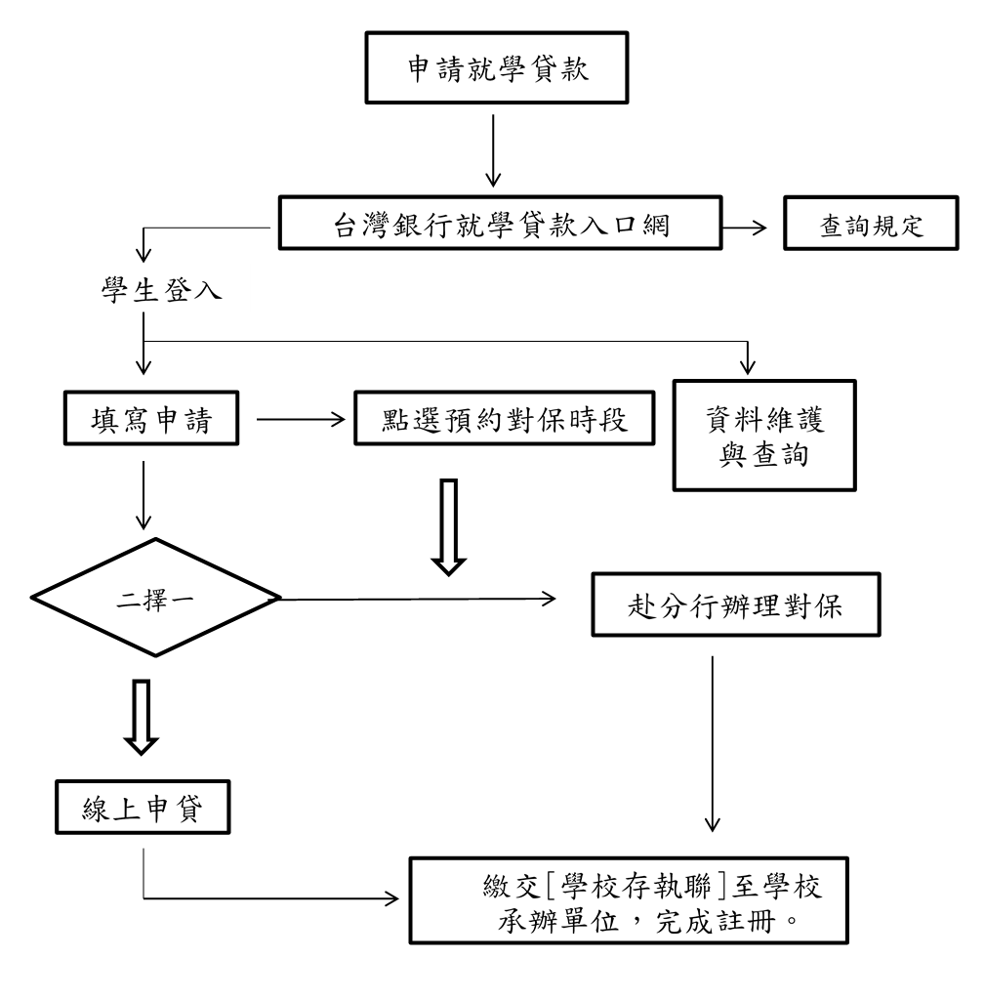 申請就學貸款
台灣銀行就學貸款入口網
查詢規定
學生登入
填寫申請
點選預約對保時段
資料維護
與查詢
二擇一
赴分行辦理對保
線上申貸
繳交[學校存執聯]至學校
承辦單位，完成註冊。